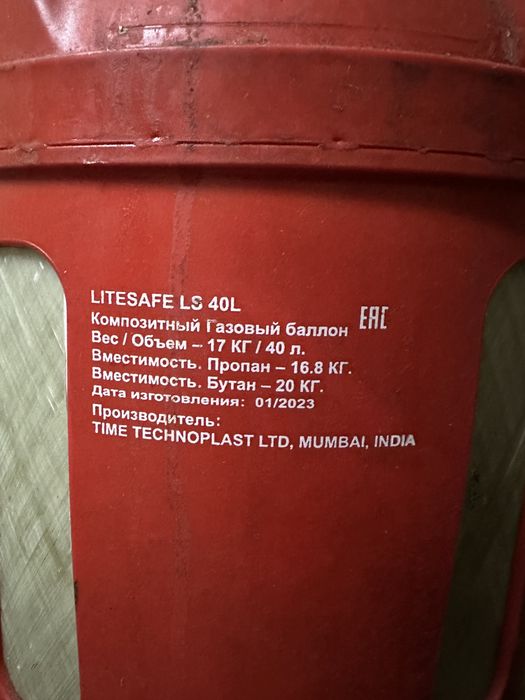 LITESAFE LS 40L
Композитный Газовый баллон
EAC
Вес / Объем – 17 КГ / 40 л.
Вместимость. Пропан – 16.8 КГ.
Вместимость. Бутан – 20 КГ.
Дата изготовления: 01/2023
Производитель:
TIME TECHNOPLAST LTD, MUMBAI, INDIA